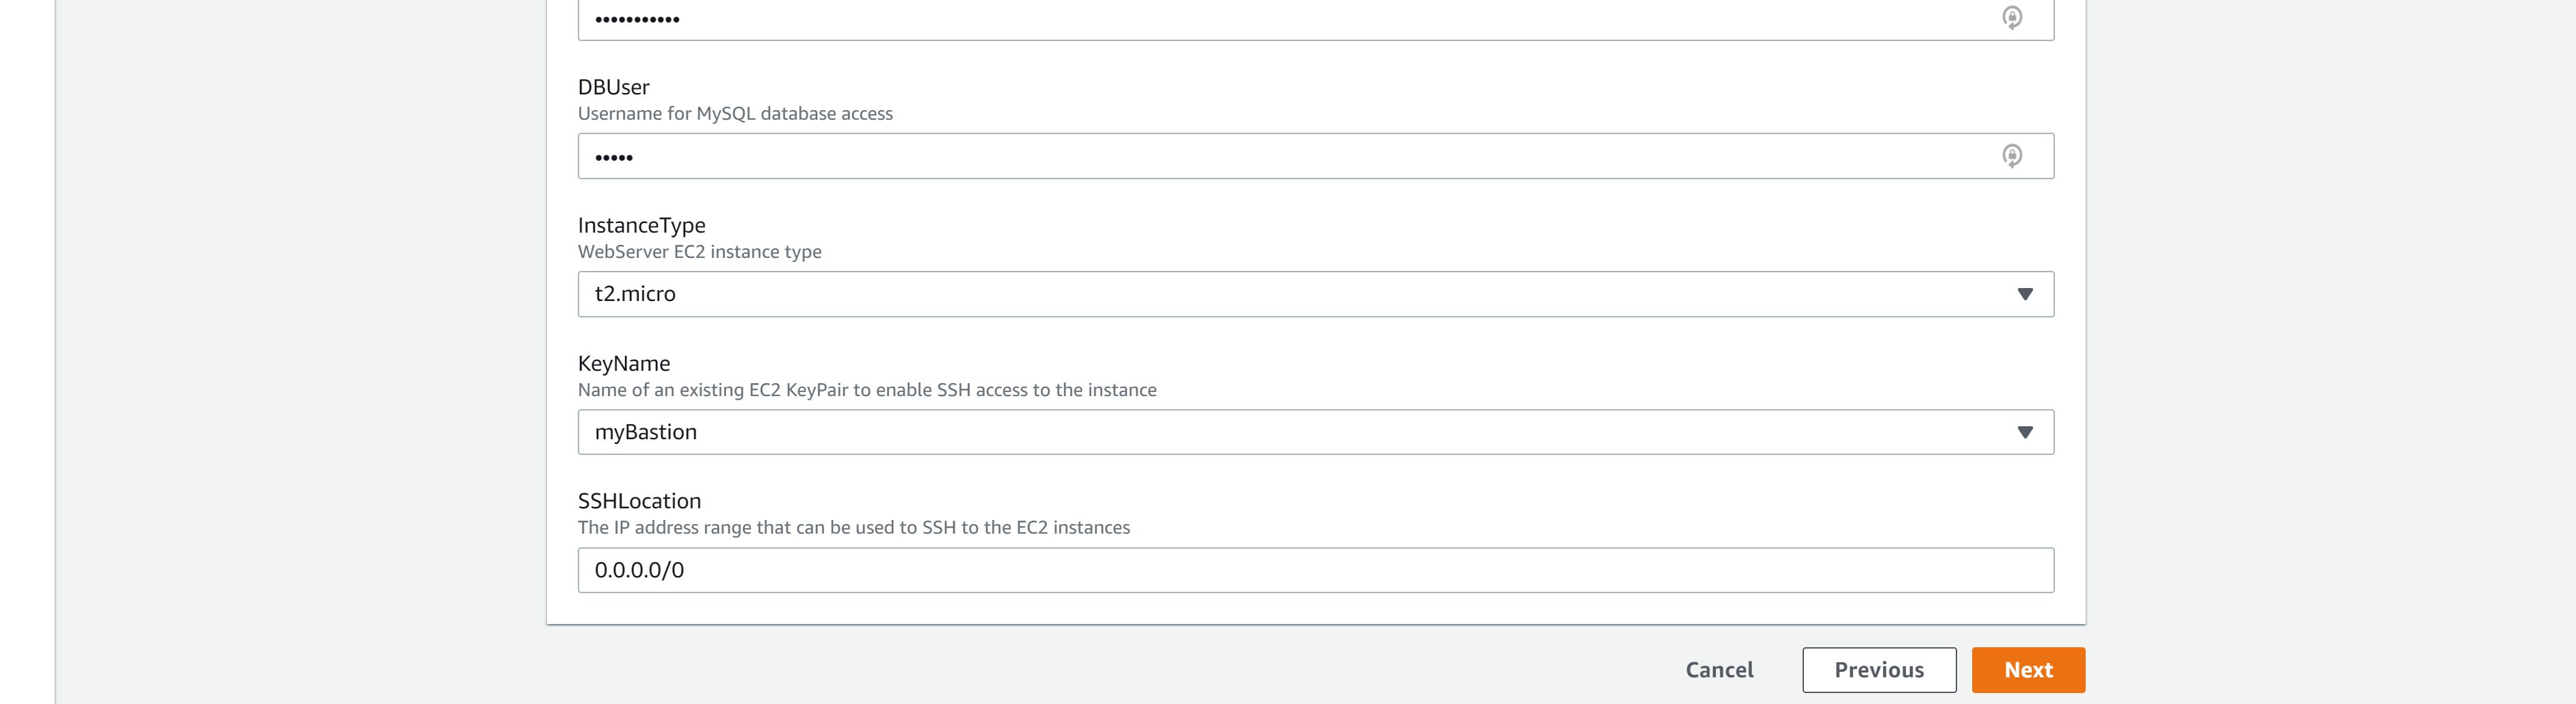 •••••••••••
DBUser
Username for MySQL database access
•••••
InstanceType
WebServer EC2 instance type
t2.micro
KeyName
Name of an existing EC2 KeyPair to enable SSH access to the instance
myBastion
SSHLocation
The IP address range that can be used to SSH to the EC2 instances
0.0.0.0/0
Cancel Previous Next